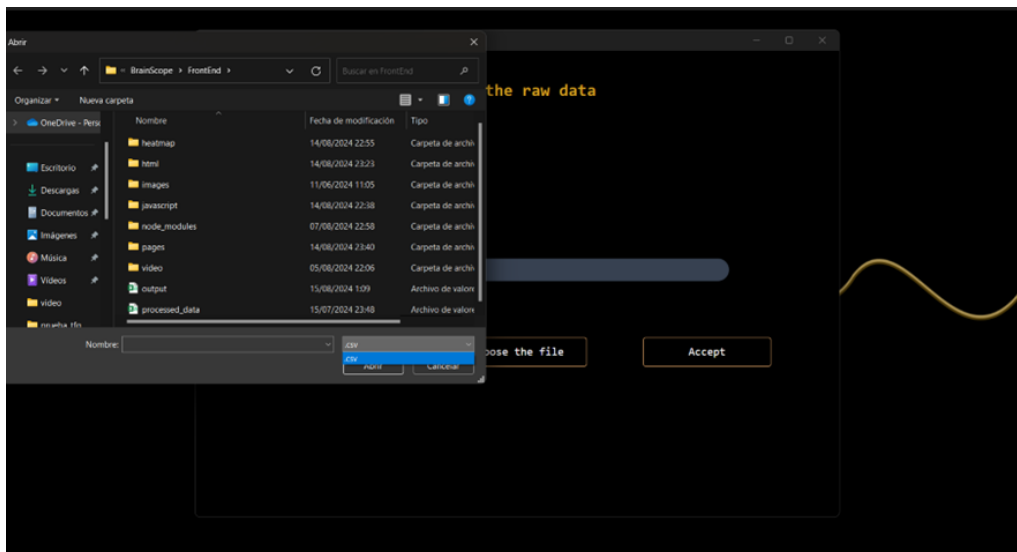 Abrir
BrainScope > FrontEnd >
Buscar en FrontEnd
the raw data
Organizar
Nueva carpeta
OneDrive - Perso
Nombre
Fecha de modificación
Tipo
heatmap 14/08/2024 22:55 Carpeta de archiv
html 14/08/2024 23:23 Carpeta de archiv
Escritorio
images 11/06/2024 11:05 Carpeta de archiv
Descargas
javascript 14/08/2024 22:38 Carpeta de archiv
Documentos
node_modules 07/08/2024 22:58 Carpeta de archiv
Imágenes
pages 14/08/2024 23:40 Carpeta de archiv
Música
video 05/08/2024 22:06 Carpeta de archiv
Vídeos
output 15/08/2024 1:09 Archivo de valore
video
processed_data 15/07/2024 23:48 Archivo de valore
prueba_tfg
Nombre:
.csv
.csv
Abrir
Cancelar
oose the file
Accept